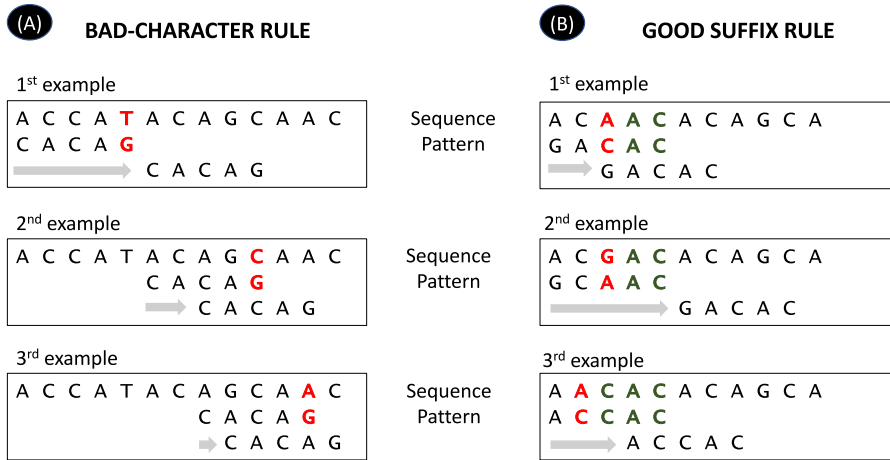 (A) BAD-CHARACTER RULE
1st example
A C C A T A C A G C A A C
C A C A G
C A C A G
2nd example
A C C A T A C A G C A A C
C A C A G
C A C A G
3rd example
A C C A T A C A G C A A C
C A C A G
C A C A G
Sequence
Pattern
Sequence
Pattern
Sequence
Pattern
(B) GOOD SUFFIX RULE
1st example
A C A A C A C A G C A
G A C A C
G A C A C
2nd example
A C G A C A C A G C A
G C A A C
G A C A C
3rd example
A A C A C A C A G C A
A C C A C
A C C A C